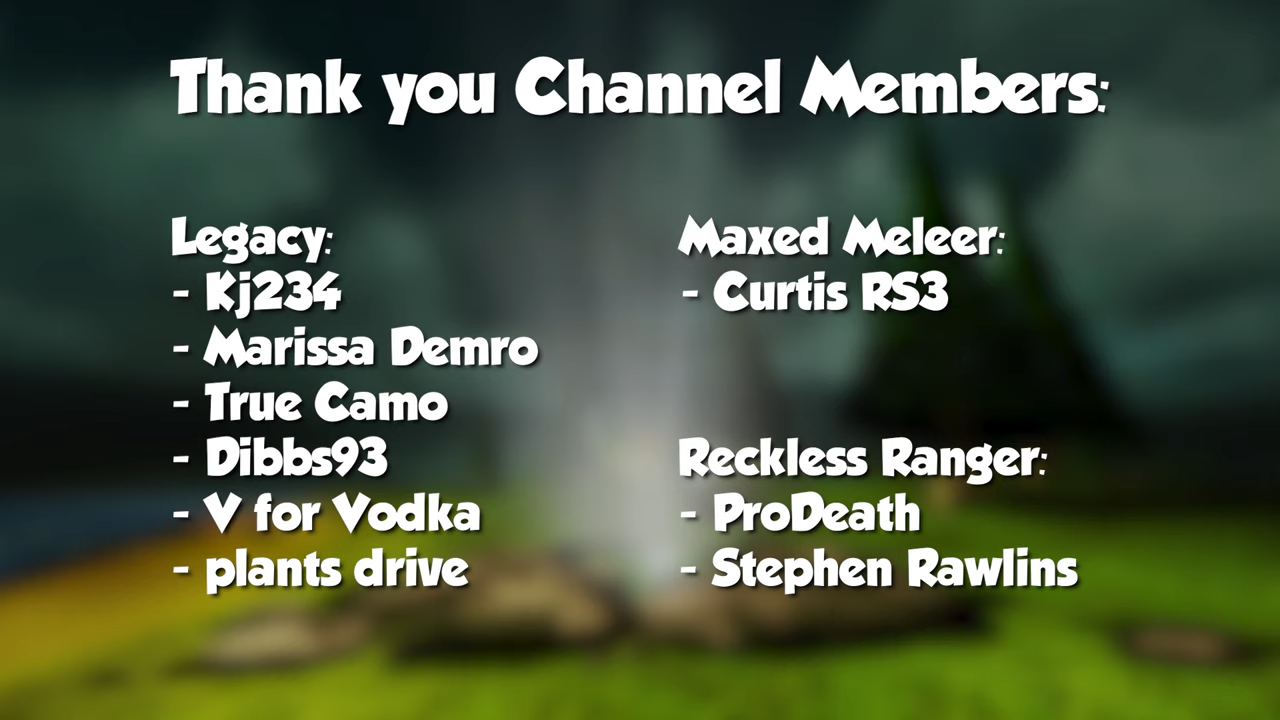 Thank you Channel Members:
Legacy:
- Kj234
- Marissa Demro
- True Camo
- Dibbs93
- V for Vodka
- plants drive
Maxed Meleer:
- Curtis RS3
Reckless Ranger:
- ProDeath
- Stephen Rawlins